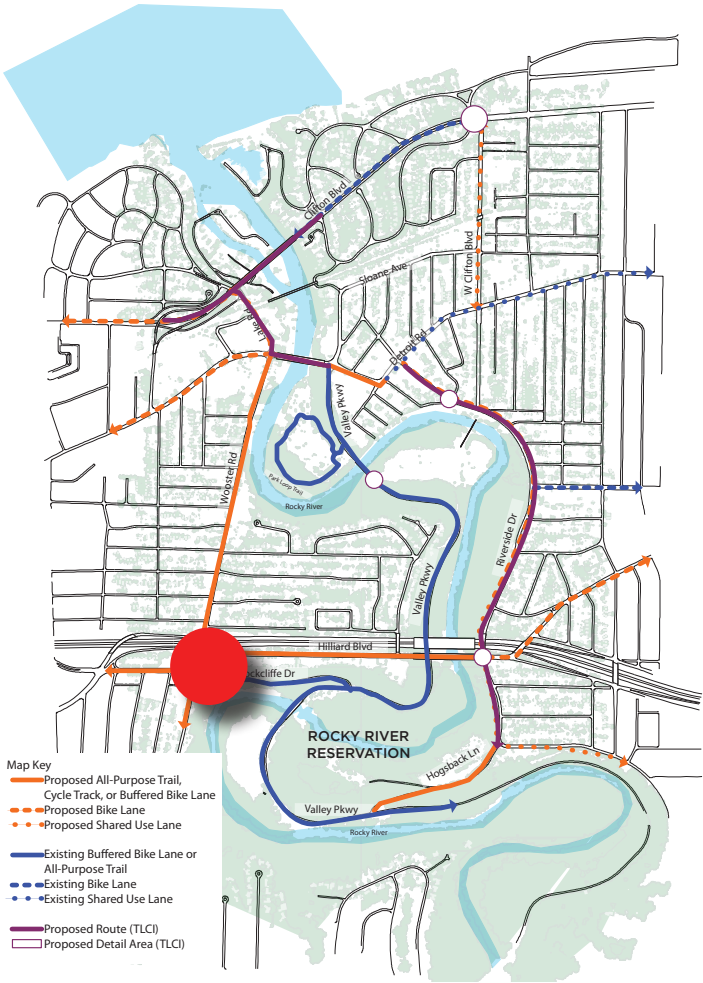 Clifton Blvd
Sloane Ave
W Clifton Blvd
Lake Rd
Detroit Rd
Valley Pkwy
Wooster Rd
Park Loop Trail
Rocky River
Riverside Dr
Valley Pkwy
Hilliard Blvd
ockcliffe Dr
ROCKY RIVER
RESERVATION
Hogsback Ln
Valley Pkwy
Rocky River
Map Key
Proposed All-Purpose Trail,
Cycle Track, or Buffered Bike Lane
Proposed Bike Lane
Proposed Shared Use Lane
Existing Buffered Bike Lane or
All-Purpose Trail
Existing Bike Lane
Existing Shared Use Lane
Proposed Route (TLCI)
Proposed Detail Area (TLCI)